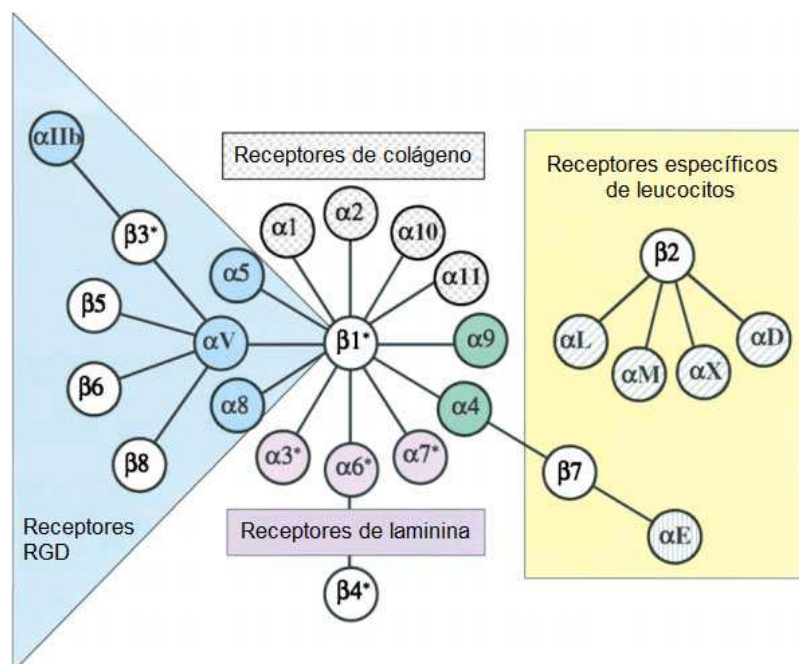 αIIb
Receptores de colágeno
Receptores específicos
de leucocitos
β3*
α1
α2
α10
α5
α11
β2
β5
αV
β1*
α9
αL
αM
αX
αD
β6
α8
α4
β8
α3*
α6*
α7*
β7
Receptores
RGD
Receptores de laminina
αE
β4*